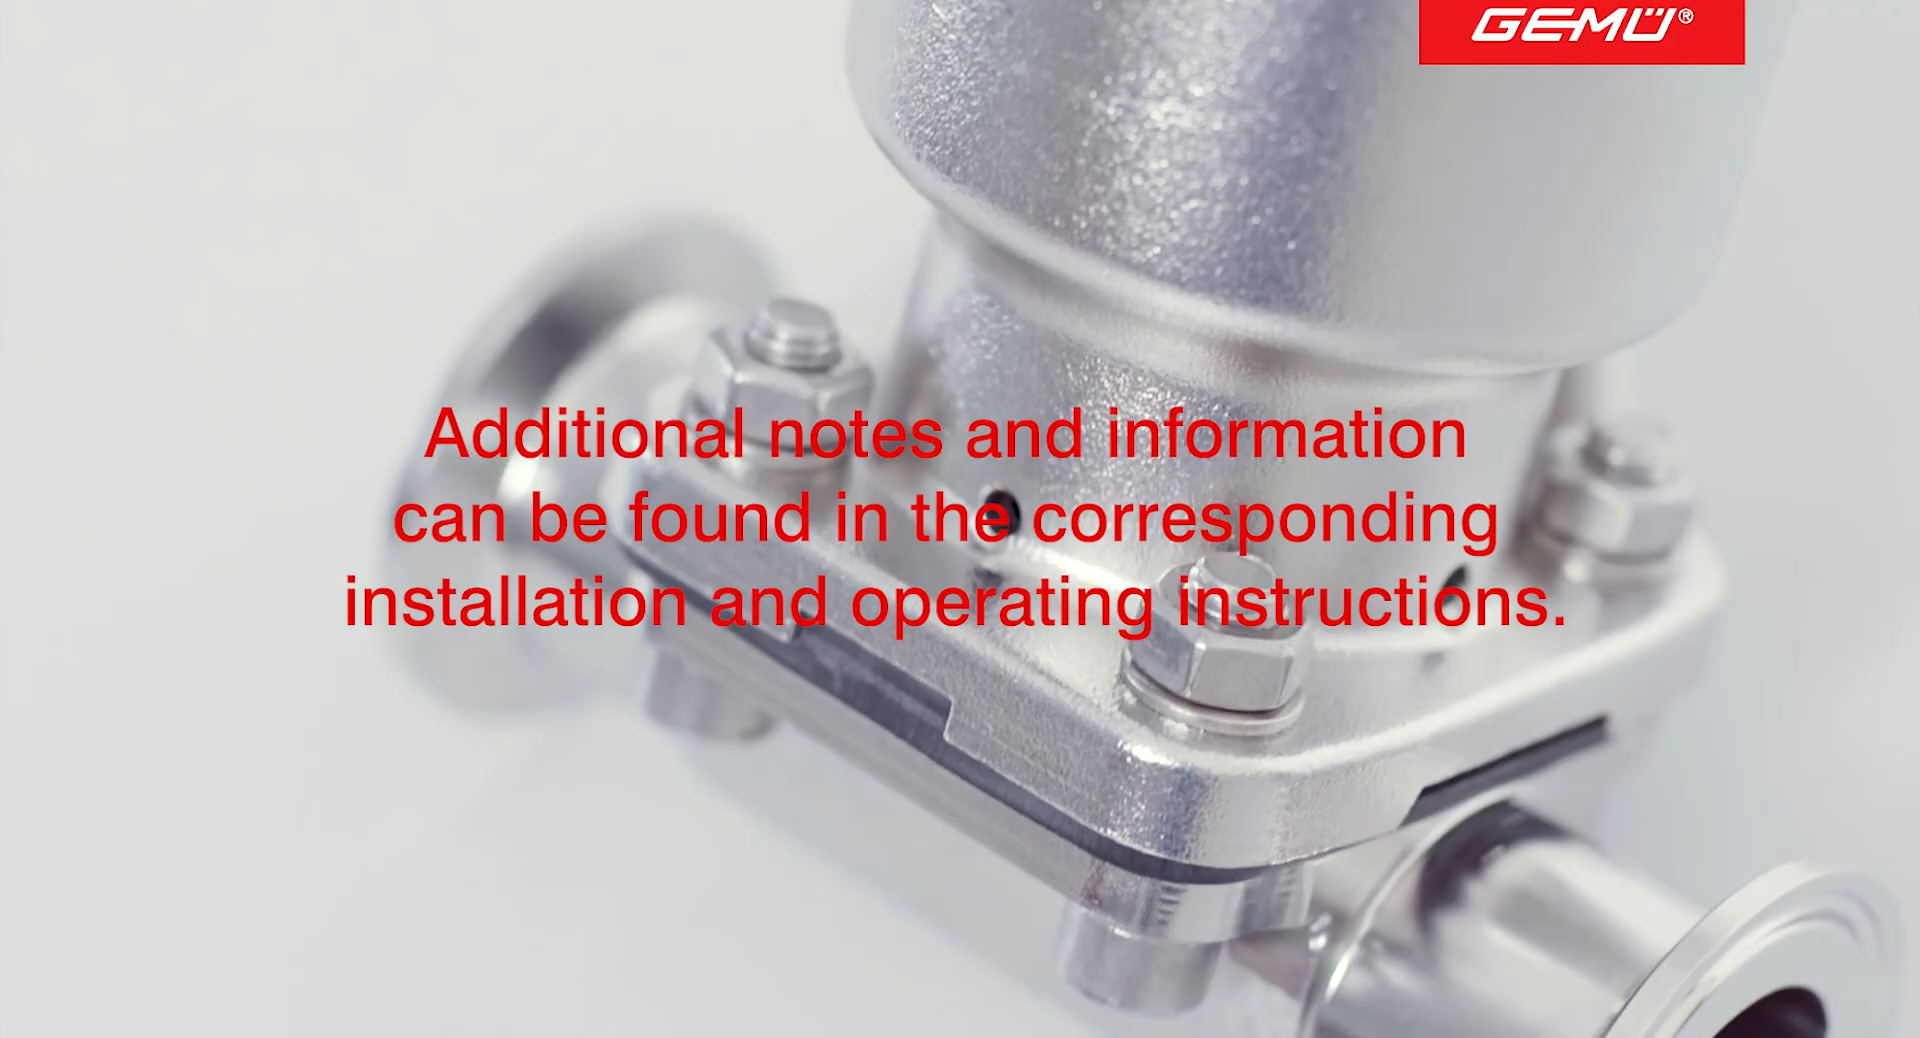 GEMÜ®
Additional notes and information
can be found in the corresponding
installation and operating instructions.